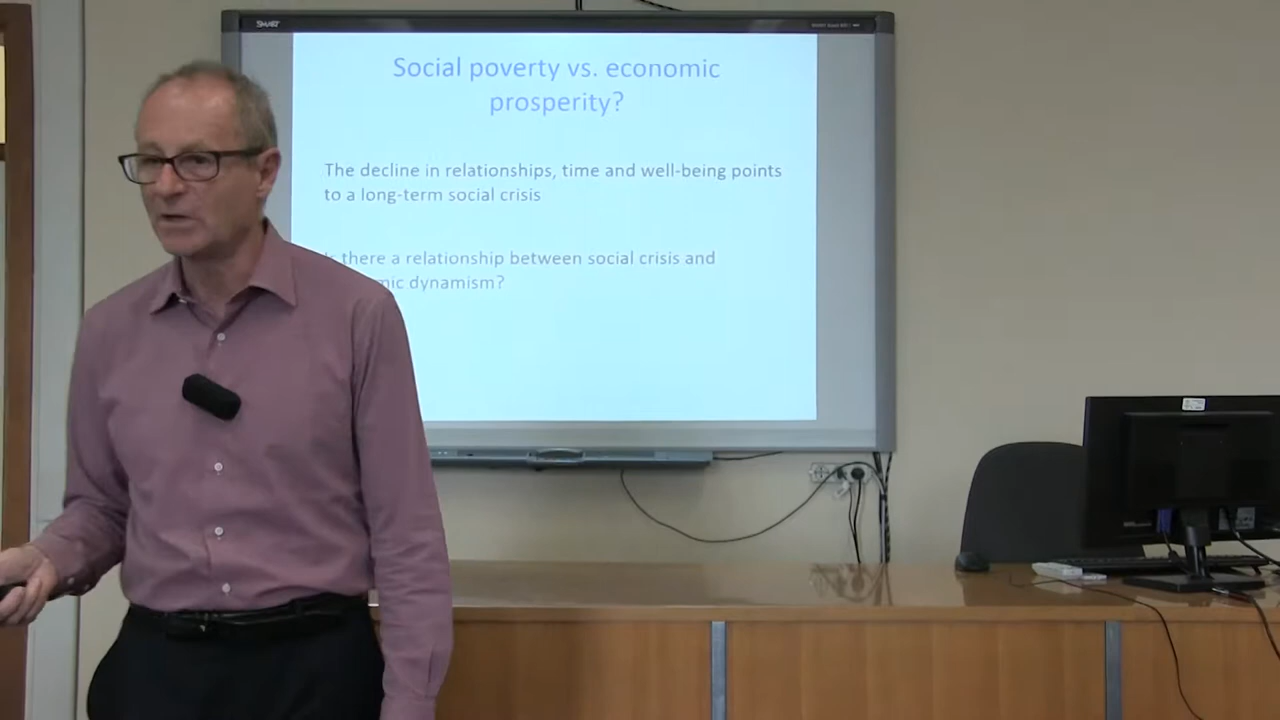 SMART
Social poverty vs. economic
prosperity?
The decline in relationships, time and well-being points
to a long-term social crisis
there a relationship between social crisis and
dynamism?